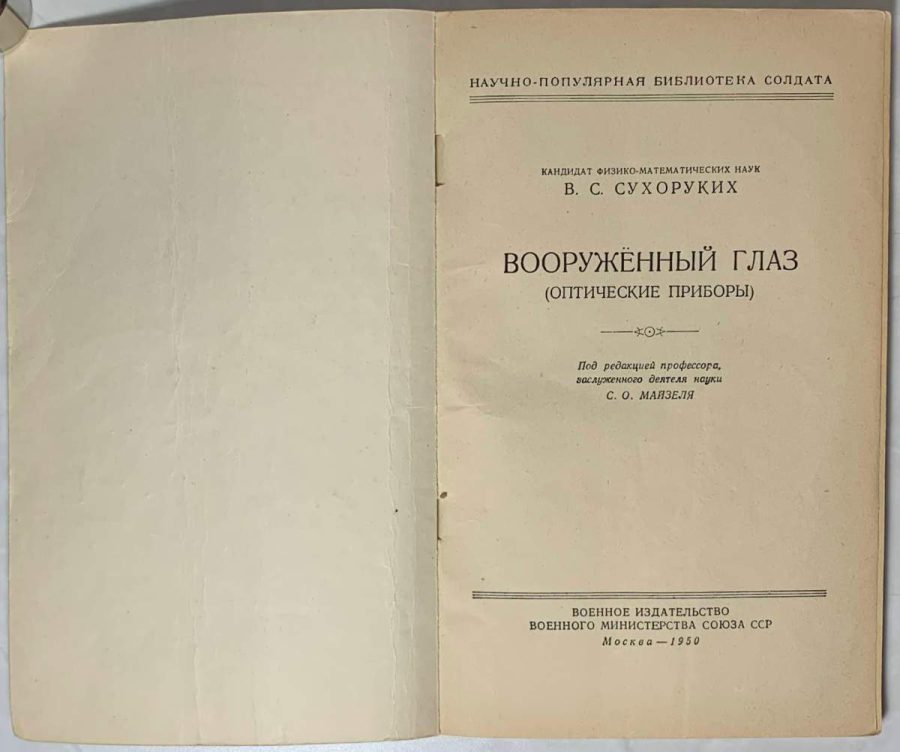 НАУЧНО-ПОПУЛЯРНАЯ БИБЛИОТЕКА СОЛДАТА
КАНДИДАТ ФИЗИКО-МАТЕМАТИЧЕСКИХ НАУК
В. С. СУХОРУКИХ
ВООРУЖЁННЫЙ ГЛАЗ
(ОПТИЧЕСКИЕ ПРИБОРЫ)
Под редакцией профессора,
заслуженного деятеля науки
С. О. МАЙЗЕЛЯ
ВОЕННОЕ ИЗДАТЕЛЬСТВО
ВОЕННОГО МИНИСТЕРСТВА СОЮЗА ССР
Москва — 1950